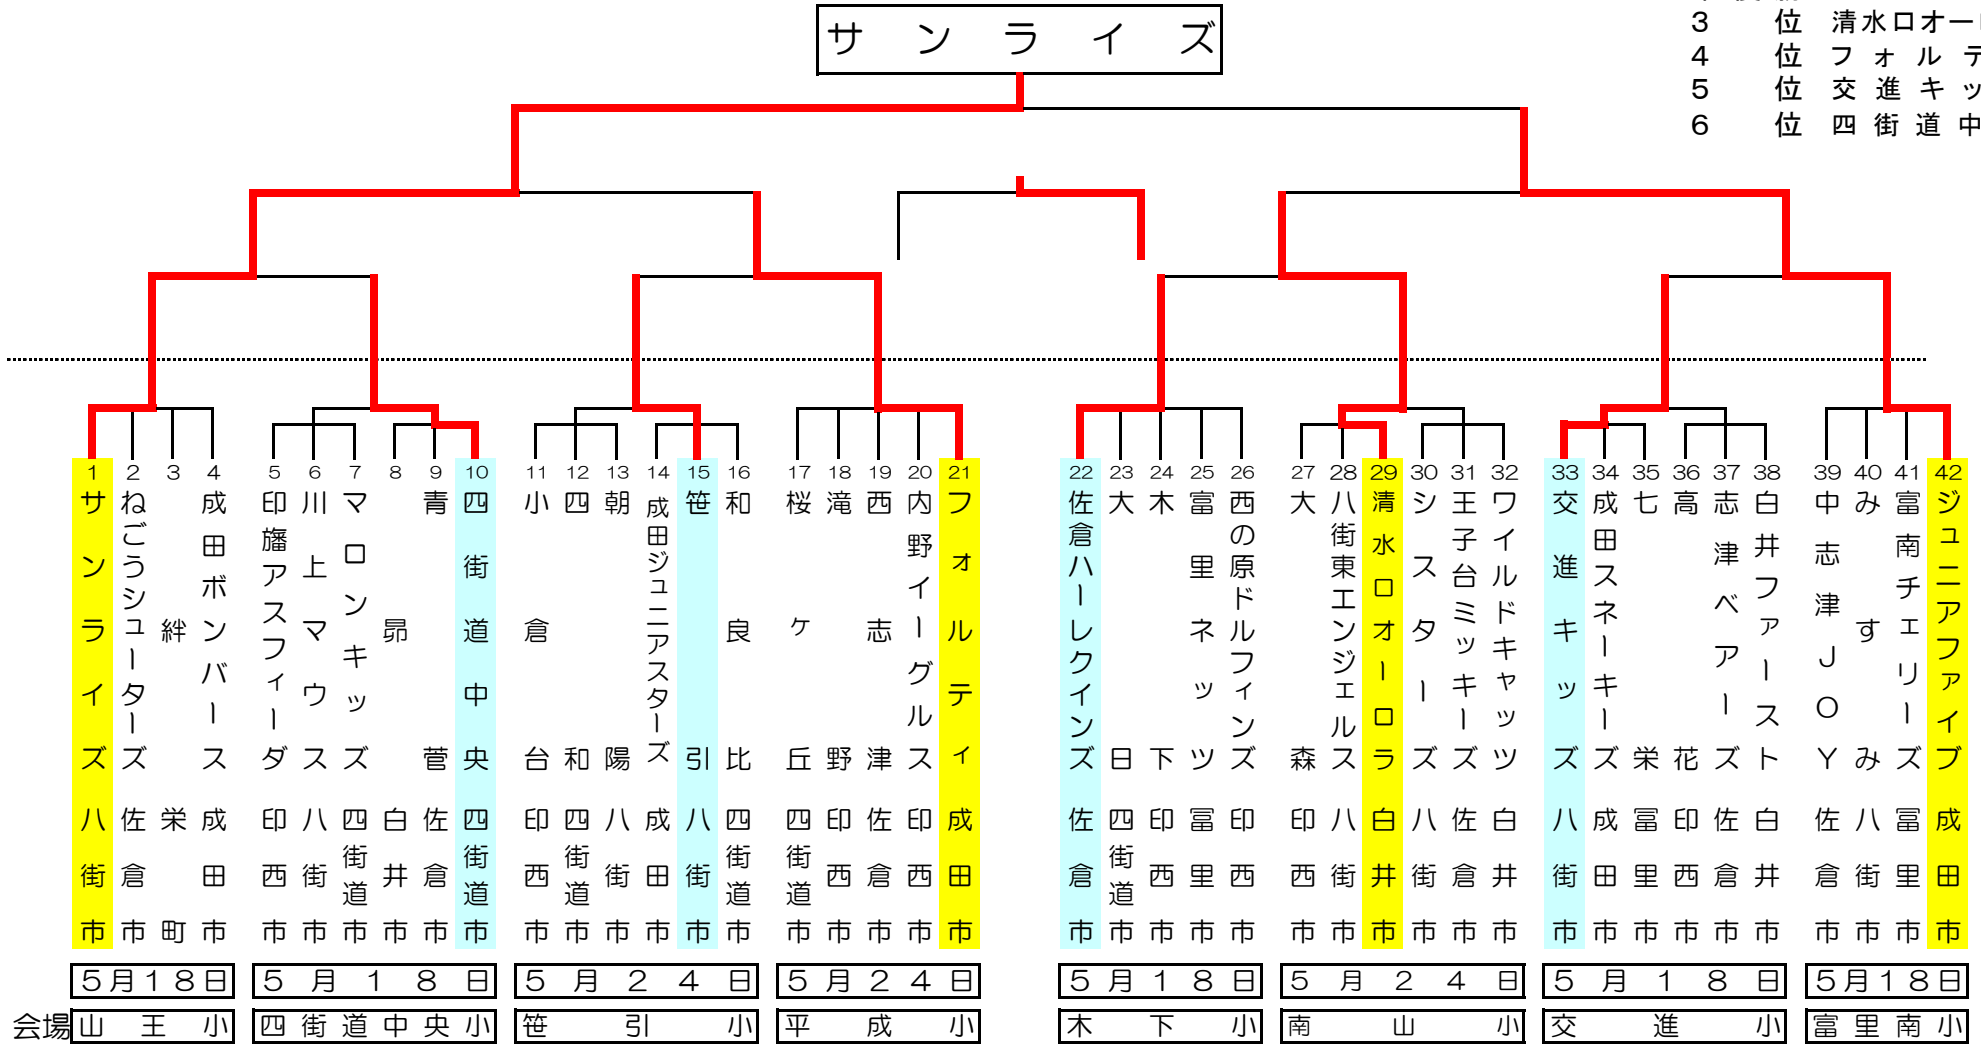 サンライズ
3 位 清水口オー
4 位 フォルテ
5 位 交進キッ
6 位 四街道中
1 サンライズ 八街市
2 ねごうシューターズ 佐倉市
3 絆 栄町
4 成田ボンバース 成田市
5 印旛アスフィーダ 印西市
6 川上マウス 八街市
7 マロンキッズ 四街道市
8 昴 白井市
9 青菅 佐倉市
10 四街道中央 四街道市
11 小倉台 印西市
12 四和 四街道市
13 朝陽 八街市
14 成田ジュニアスターズ 成田市
15 笹引 八街市
16 和良比 四街道市
17 桜ヶ丘 四街道市
18 滝野 印西市
19 西志津 佐倉市
20 内野イーグルス 印西市
21 フォルティ 成田市
22 佐倉ハーレクインズ 佐倉市
23 大日 四街道市
24 木下 印西市
25 富里ネッツ 冨里市
26 西の原ドルフィンズ 印西市
27 大森 印西市
28 八街東エンジェルス 八街市
29 清水口オーロラ 白井市
30 シスターズ 八街市
31 王子台ミッキーズ 佐倉市
32 ワイルドキャッツ 白井市
33 交進キッズ 八街市
34 成田スネーキーズ 成田市
35 七栄 冨里市
36 高花 印西市
37 志津ベアーズ 佐倉市
38 白井ファースト 白井市
39 中志津JOY 佐倉市
40 みすみ 八街市
41 富南チェリーズ 冨里市
42 ジュニアファイブ 成田市
5月18日 5月18日 5月24日 5月24日 5月18日 5月24日 5月18日 5月18日
会場 山王小 四街道中央小 笹引小 平成小 木下小 南山小 交進小 富里南小